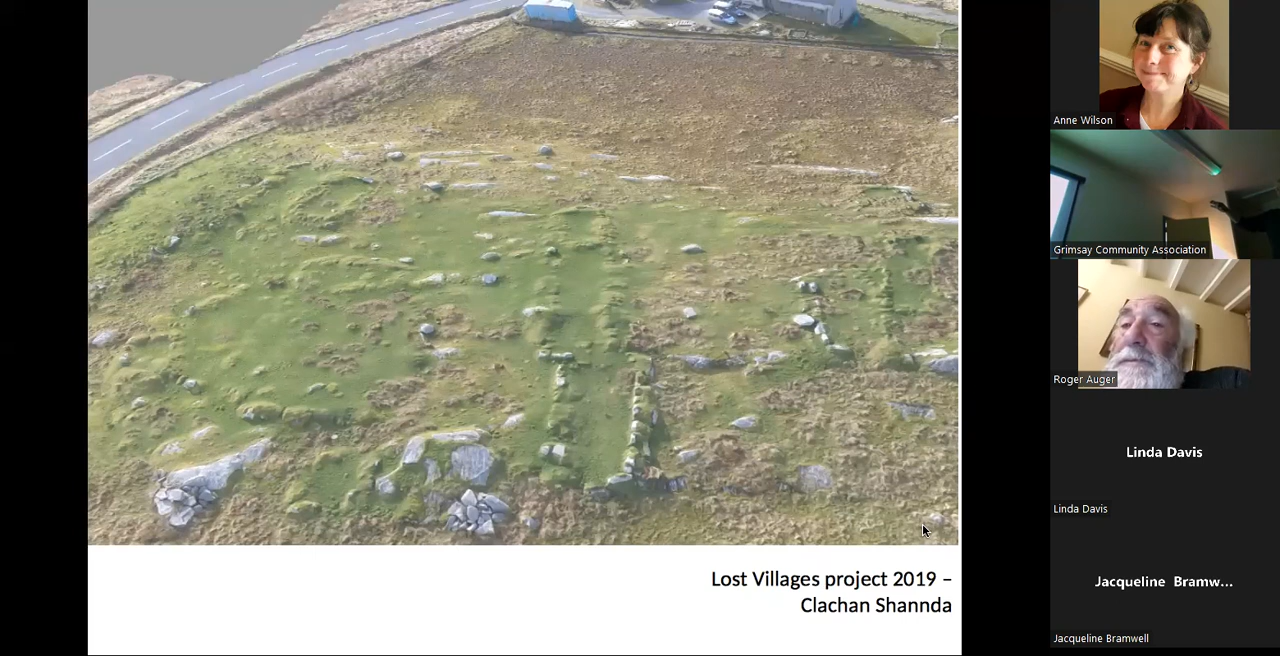 Lost Villages project 2019 –
Clachan Shannda
Anne Wilson
Grimsay Community Association
Roger Auger
Linda Davis
Linda Davis
Jacqueline Bramw...
Jacqueline Bramwell